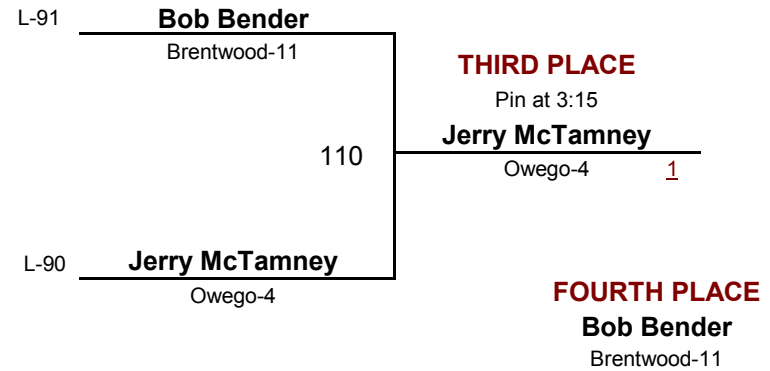 L-91 Bob Bender
Brentwood-11
THIRD PLACE
Pin at 3:15
Jerry McTamney
110
Owego-4 1
L-90 Jerry McTamney
Owego-4
FOURTH PLACE
Bob Bender
Brentwood-11